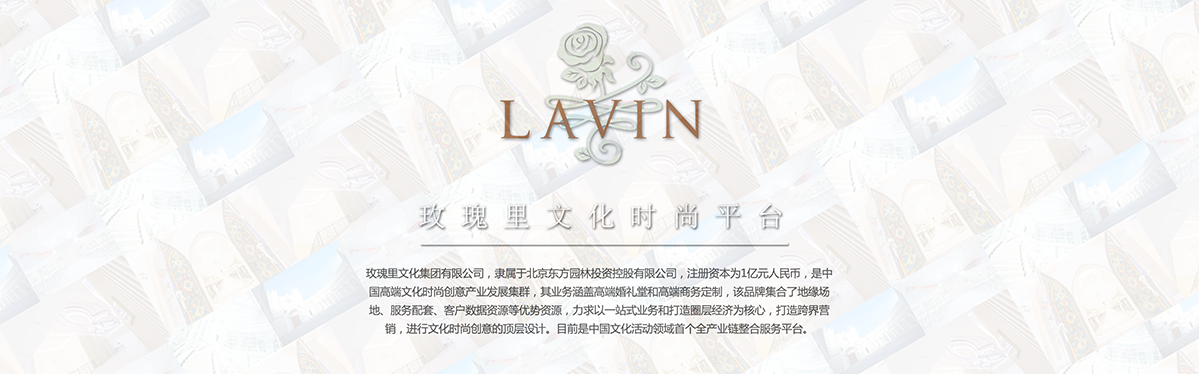 LAVIN
玫瑰里文化时尚平台
玫瑰里文化集团有限公司，隶属于北京东方园林投资控股有限公司，注册资本为1亿元人民币，是中
国高端文化时尚创意产业发展集群，其业务涵盖高端婚礼堂和高端商务定制，该品牌集合了地缘场
地、服务配套、客户数据资源等优势资源，力求以一站式业务和打造圈层经济为核心，打造跨界营
销，进行文化时尚创意的顶层设计。目前是中国文化活动领域首个全产业链整合服务平台。